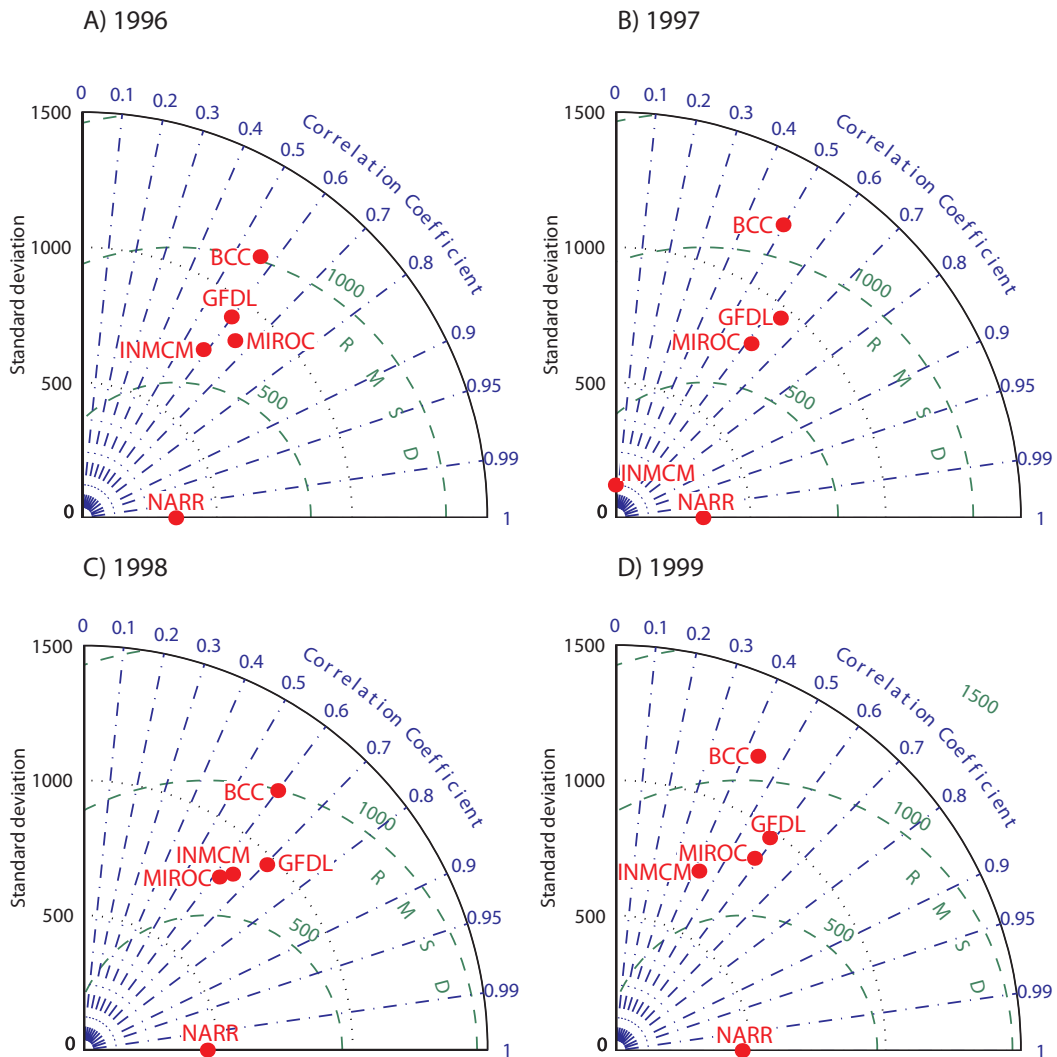 A) 1996
0 0.1 0.2 0.3 0.4 0.5 0.6 0.7 0.8 0.9 0.95 0.99 1
Correlation Coefficient
Standard deviation
1500
1000
500
0
1000
500
R M S D
BCC
GFDL
MIROC
INMCM
NARR
B) 1997
0 0.1 0.2 0.3 0.4 0.5 0.6 0.7 0.8 0.9 0.95 0.99 1
Correlation Coefficient
Standard deviation
1500
1000
500
0
1000
500
R M S D
BCC
GFDL
MIROC
INMCM
NARR
C) 1998
0 0.1 0.2 0.3 0.4 0.5 0.6 0.7 0.8 0.9 0.95 0.99 1
Correlation Coefficient
Standard deviation
1500
1000
500
0
1000
500
R M S D
BCC
INMCM
GFDL
MIROC
NARR
D) 1999
0 0.1 0.2 0.3 0.4 0.5 0.6 0.7 0.8 0.9 0.95 0.99 1
Correlation Coefficient
Standard deviation
1500
1000
500
0
1500
1000
500
R M S D
BCC
GFDL
MIROC
INMCM
NARR